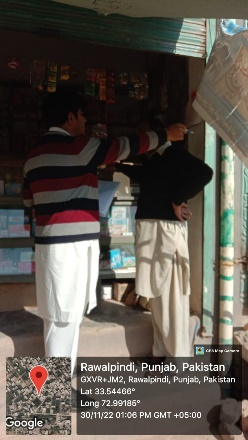 GPS Map Camera
Rawalpindi, Punjab, Pakistan
GXVR+JM2, Rawalpindi, Punjab, Pakistan
Lat 33.54466°
Long 72.99185°
30/11/22 01:06 PM GMT +05:00
Google